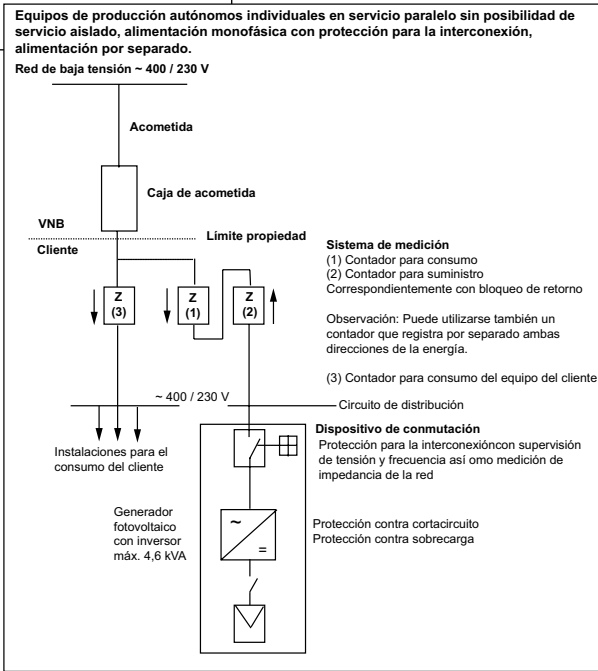 Equipos de producción autónomos individuales en servicio paralelo sin posibilidad de
servicio aislado, alimentación monofásica con protección para la interconexión,
alimentación por separado.
Red de baja tensión ~ 400 / 230 V
Acometida
Caja de acometida
VNB
Cliente
Límite propiedad
Sistema de medición
(1) Contador para consumo
(2) Contador para suministro
Correspondientemente con bloqueo de retorno
Observación: Puede utilizarse también un
contador que registra por separado ambas
direcciones de la energía.
(3) Contador para consumo del equipo del cliente
Z
(3)
Z
(1)
Z
(2)
~ 400 / 230 V
Circuito de distribución
Instalaciones para el
consumo del cliente
Dispositivo de conmutación
Protección para la interconexióncon supervisión
de tensión y frecuencia así omo medición de
impedancia de la red
Generador
fotovoltaico
con inversor
máx. 4,6 kVA
~
=
Protección contra cortacircuito
Protección contra sobrecarga